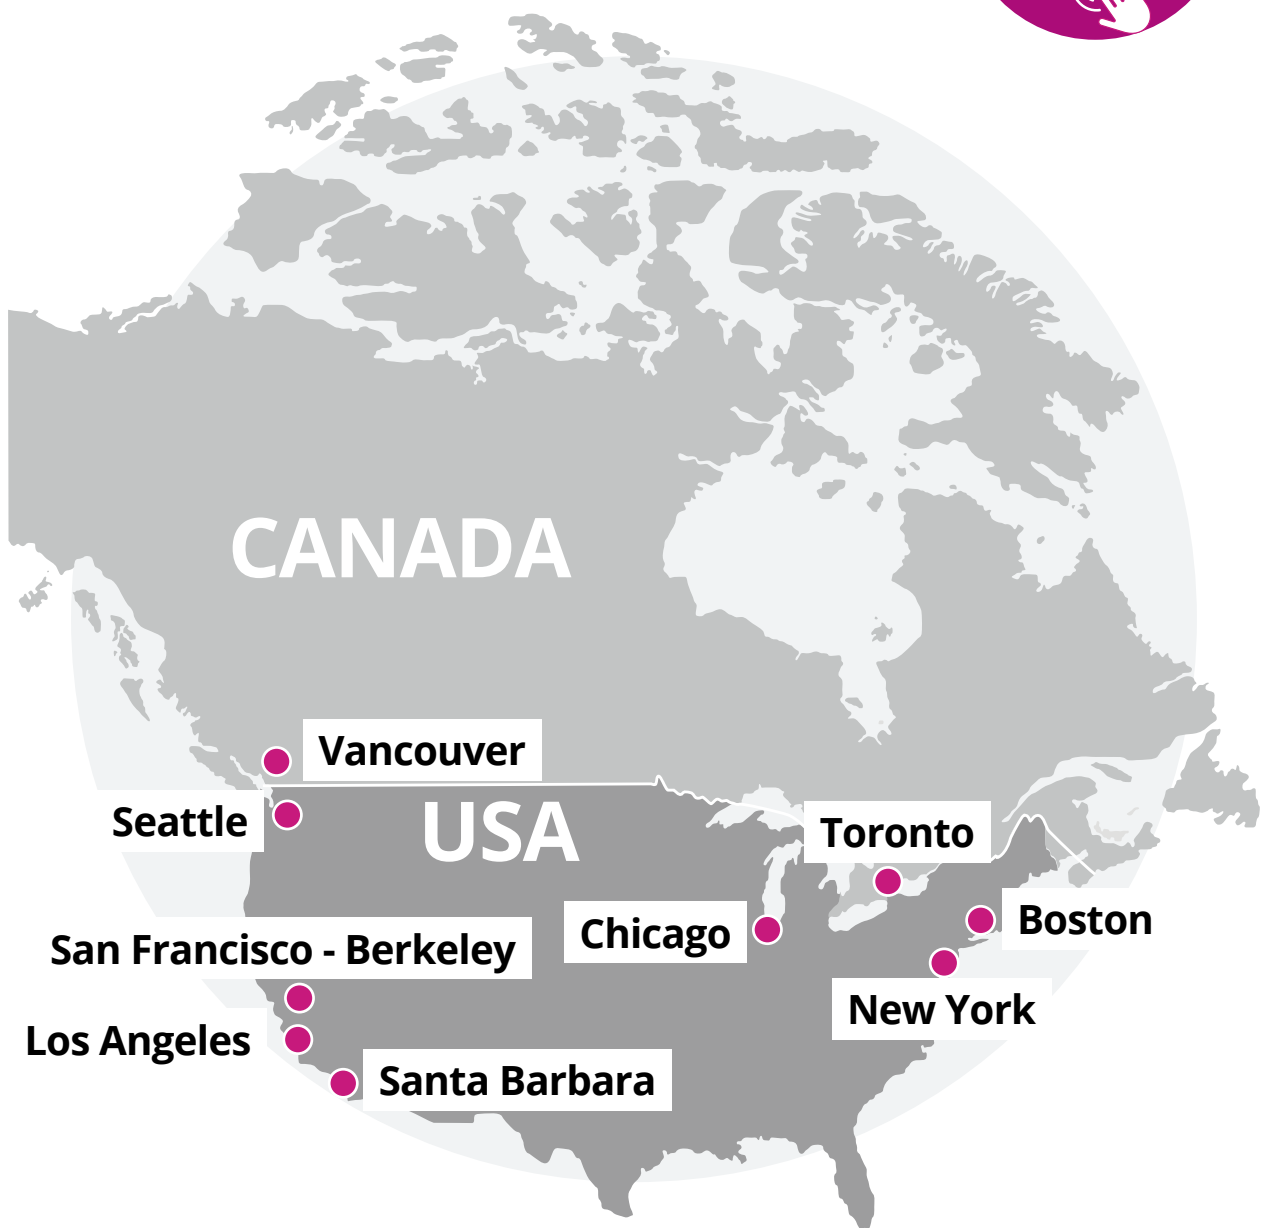 CANADA
Vancouver
USA
Seattle
Toronto
Boston
Chicago
San Francisco - Berkeley
New York
Los Angeles
Santa Barbara